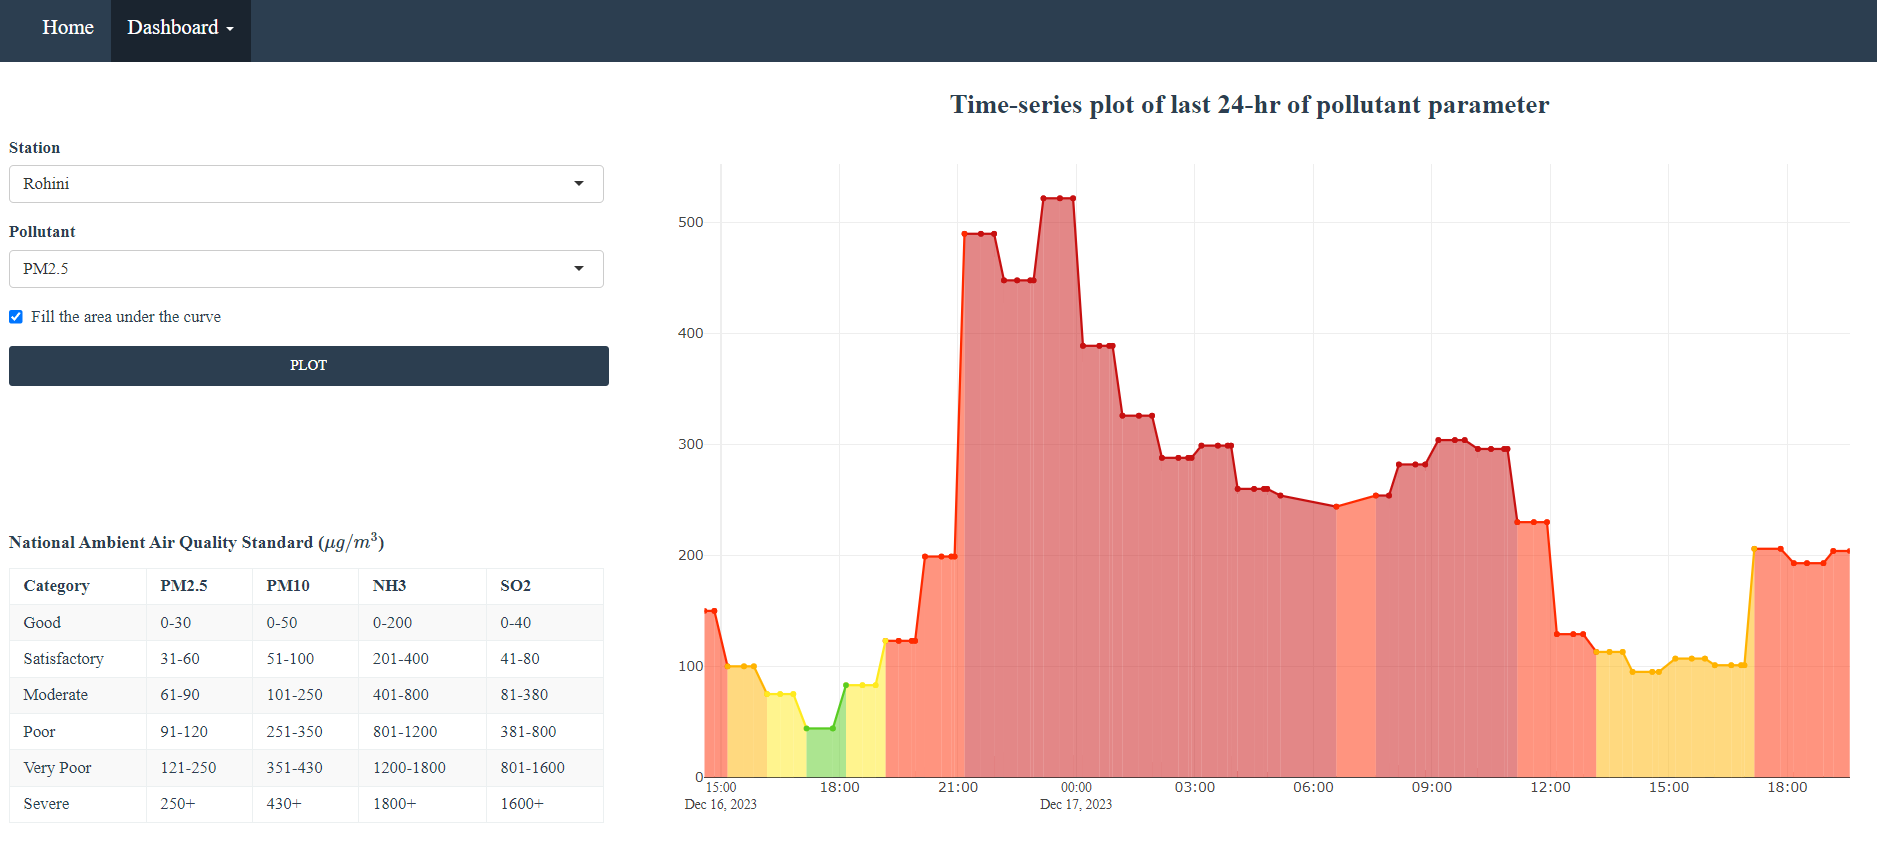 Home Dashboard
Time-series plot of last 24-hr of pollutant parameter
Station
Rohini
Pollutant
PM2.5
Fill the area under the curve
PLOT
National Ambient Air Quality Standard (μg/m³)
Category PM2.5 PM10 NH3 SO2
Good 0-30 0-50 0-200 0-40
Satisfactory 31-60 51-100 201-400 41-80
Moderate 61-90 101-250 401-800 81-380
Poor 91-120 251-350 801-1200 381-800
Very Poor 121-250 351-430 1200-1800 801-1600
Severe 250+ 430+ 1800+ 1600+
500
400
300
200
100
0
15:00 18:00 21:00 00:00 03:00 06:00 09:00 12:00 15:00 18:00
Dec 16, 2023 Dec 17, 2023